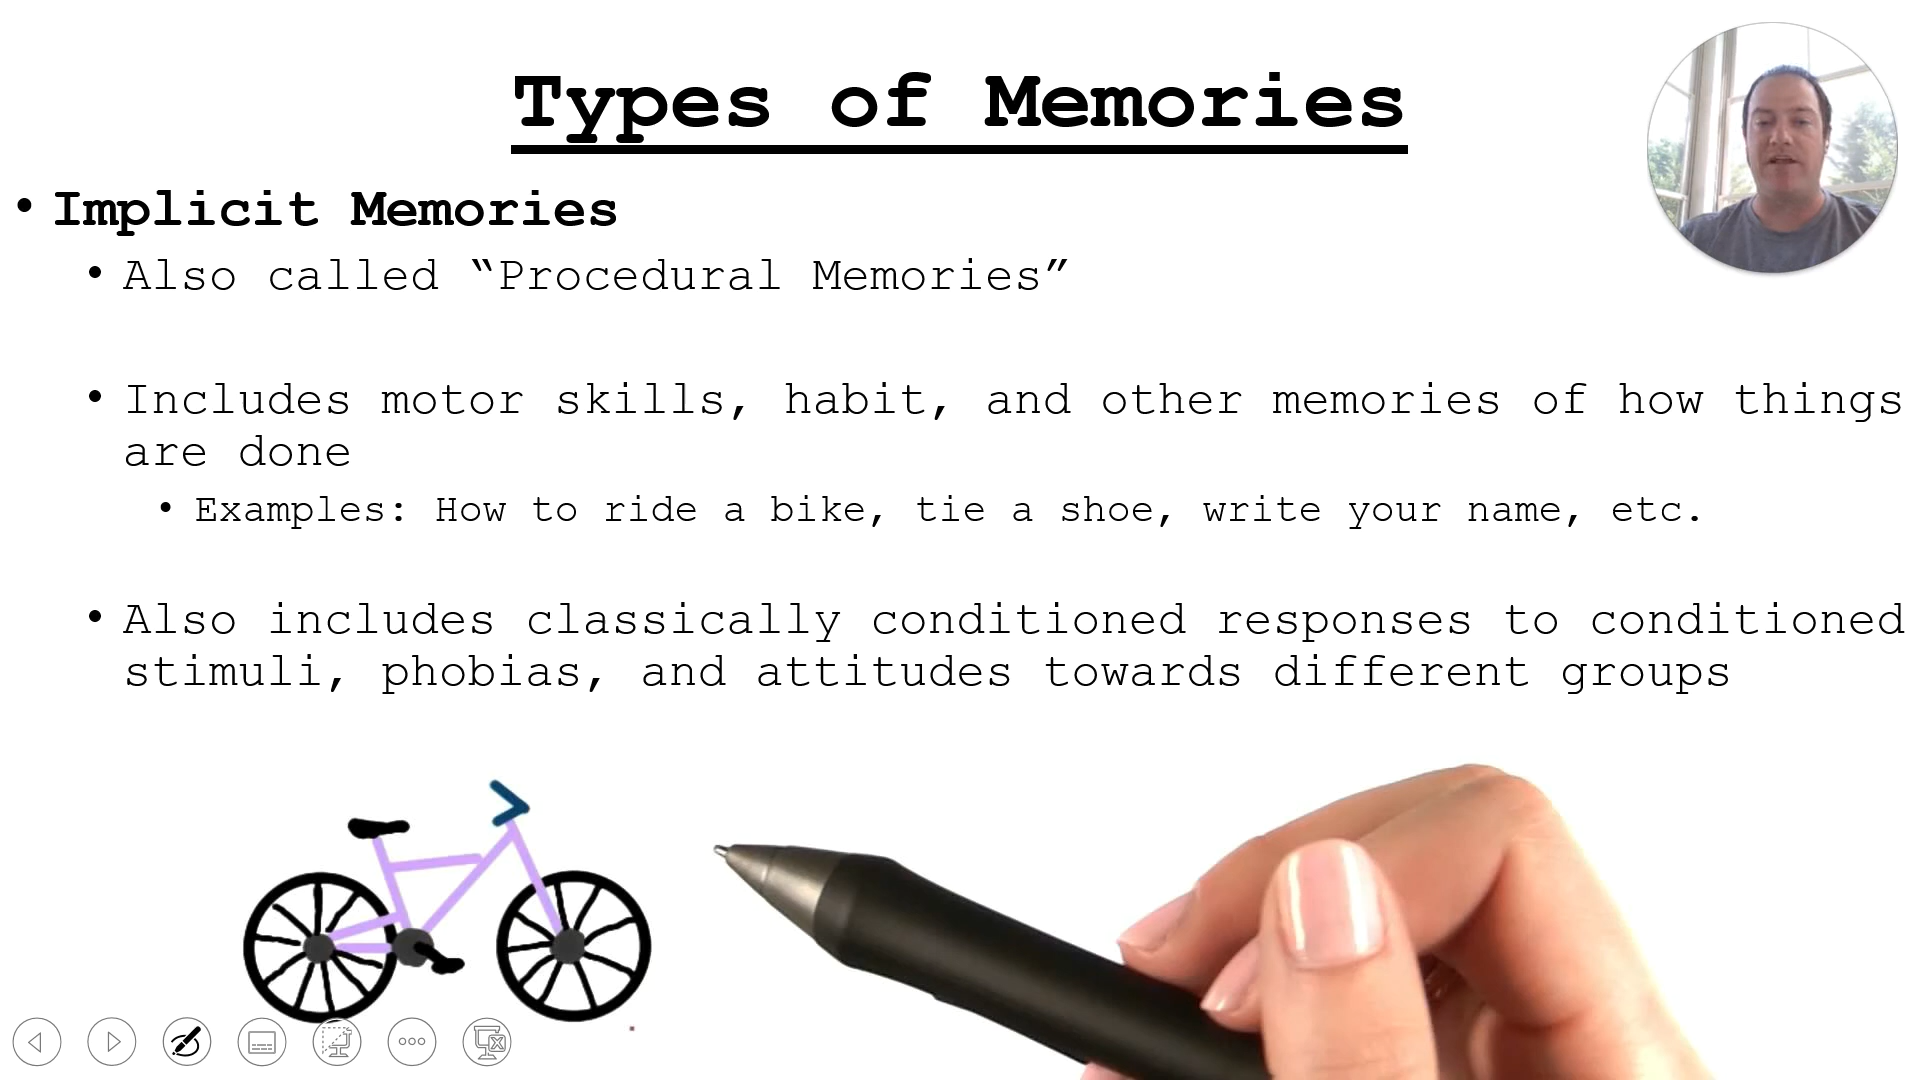 Types of Memories
• Implicit Memories
• Also called “Procedural Memories”
• Includes motor skills, habit, and other memories of how things
are done
• Examples: How to ride a bike, tie a shoe, write your name, etc.
• Also includes classically conditioned responses to conditioned
stimuli, phobias, and attitudes towards different groups